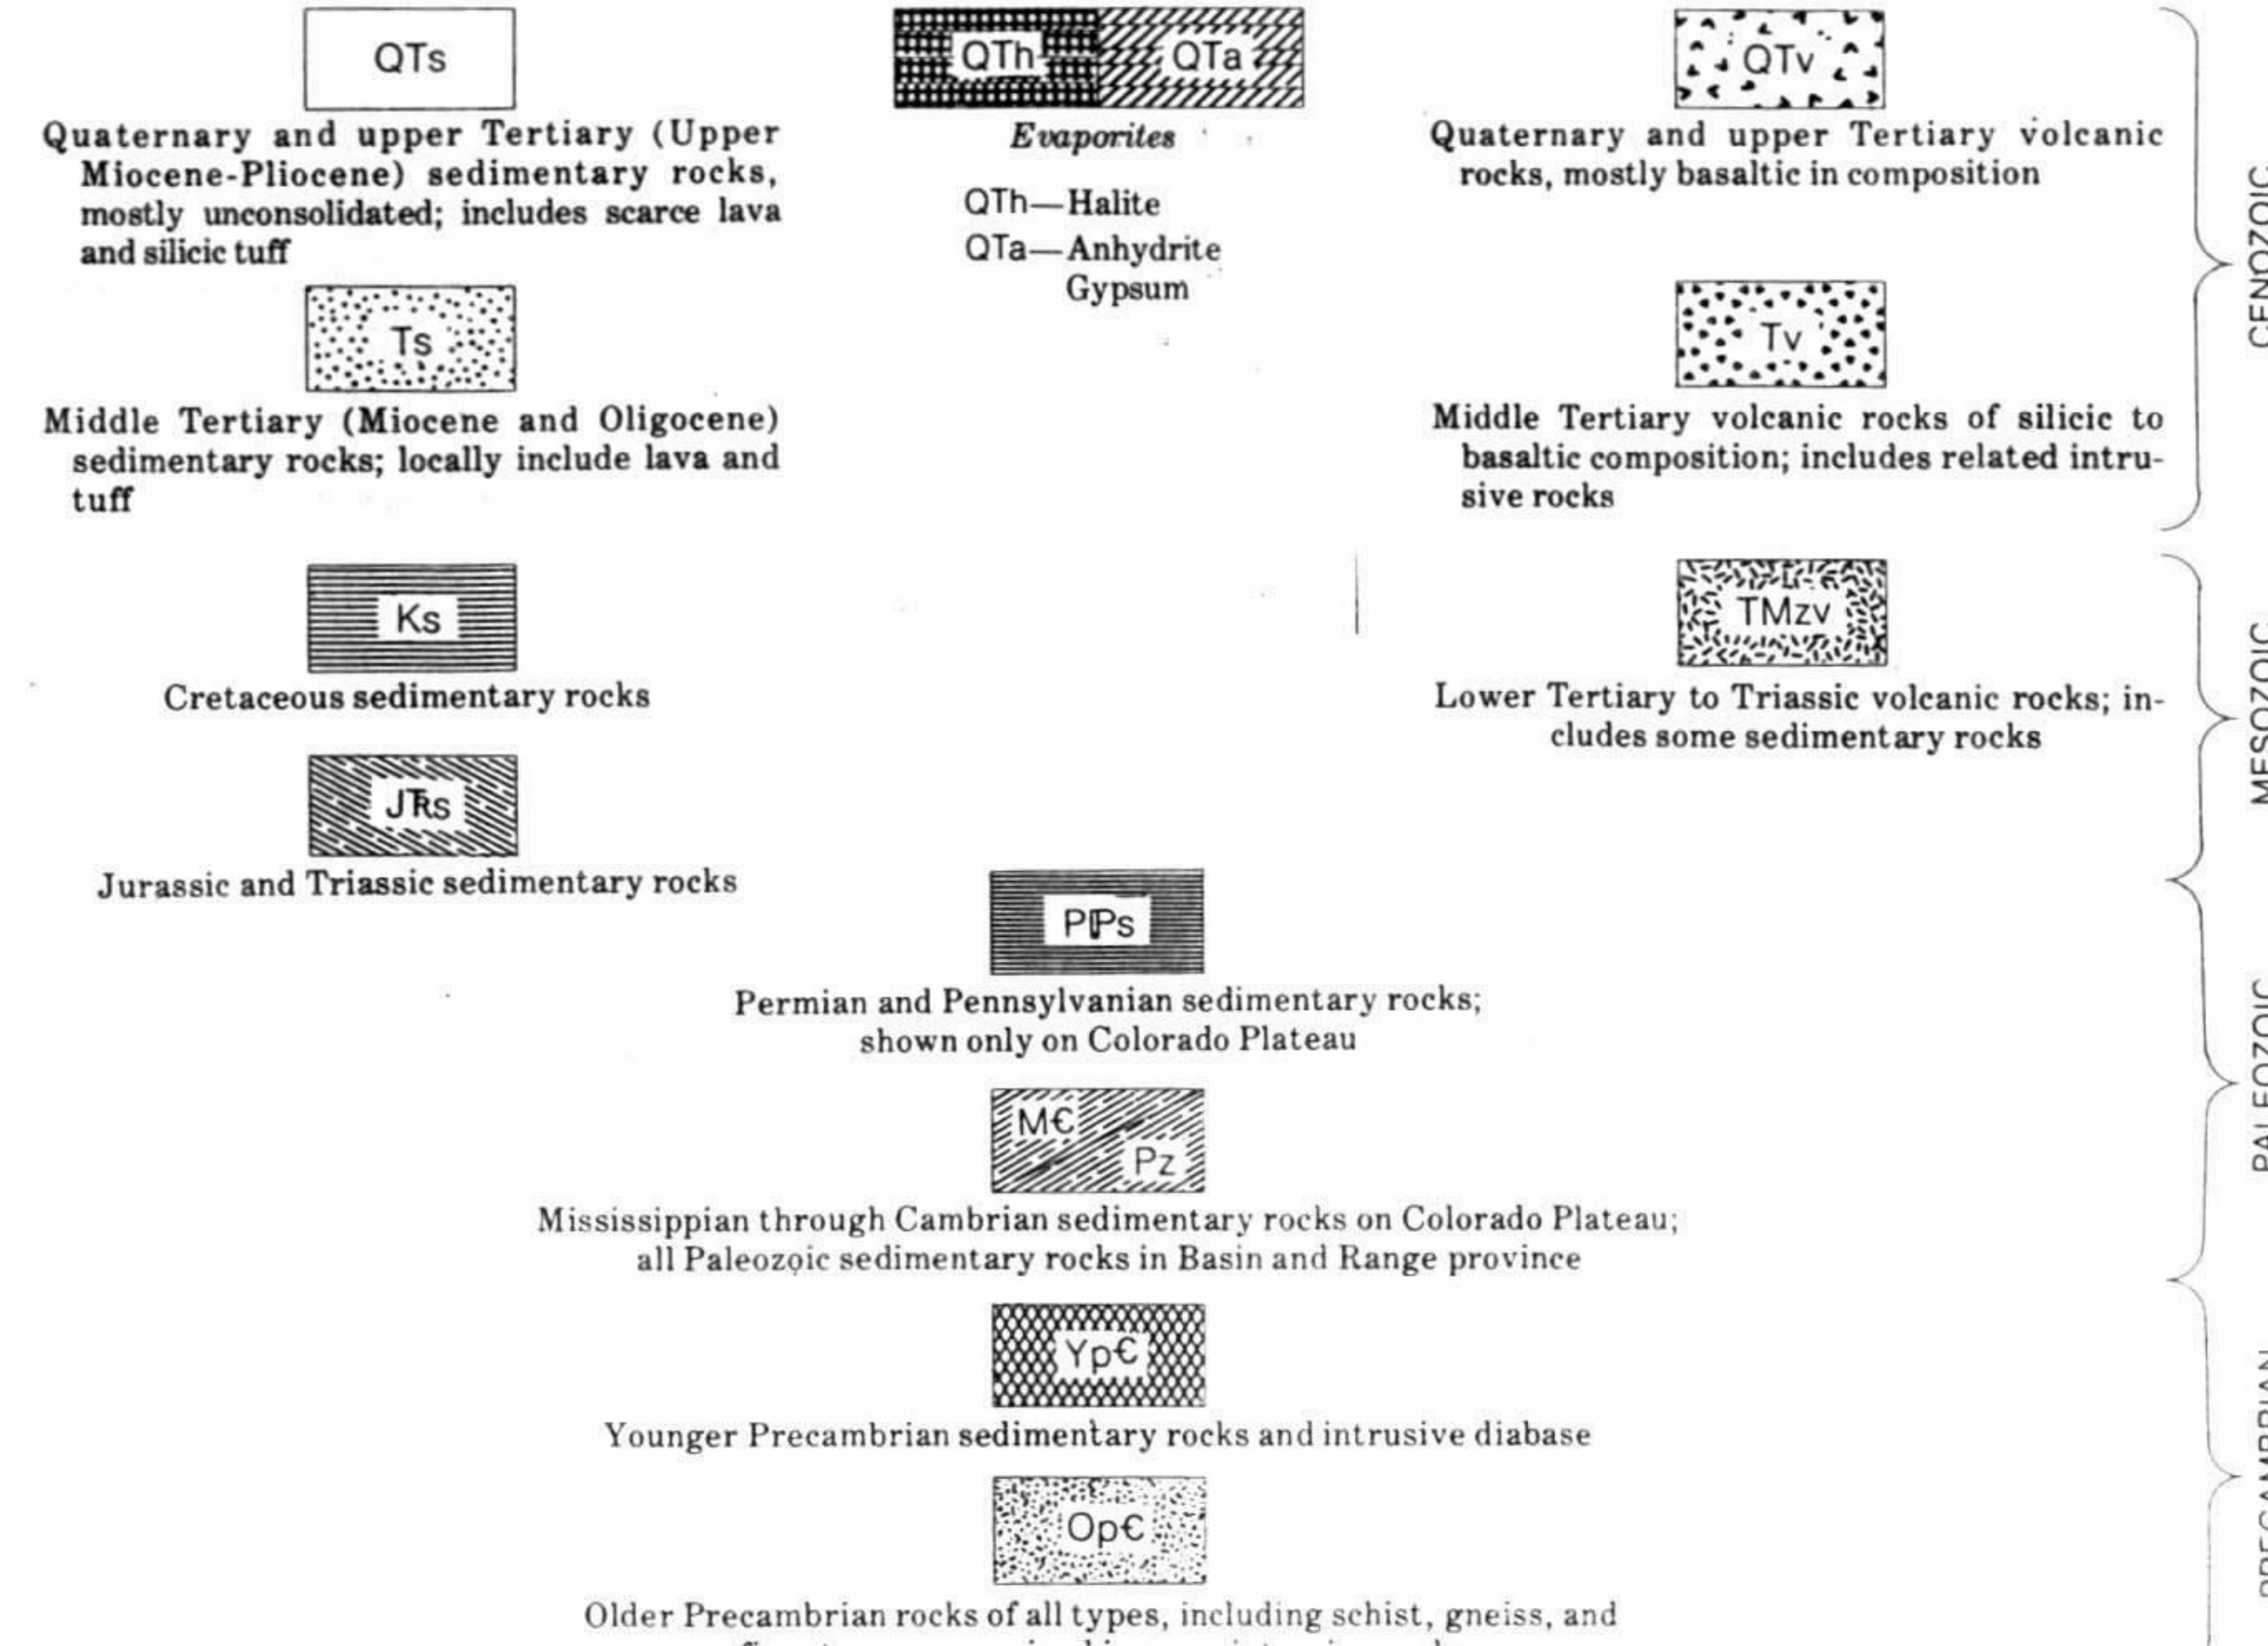 QTs
Quaternary and upper Tertiary (Upper
Miocene-Pliocene) sedimentary rocks,
mostly unconsolidated; includes scarce lava
and silicic tuff
QTh QTa
Evaporites
QTh—Halite
QTa—Anhydrite
Gypsum
QTv
Quaternary and upper Tertiary volcanic
rocks, mostly basaltic in composition
Ts
Middle Tertiary (Miocene and Oligocene)
sedimentary rocks; locally include lava and
tuff
Tv
Middle Tertiary volcanic rocks of silicic to
basaltic composition; includes related intru-
sive rocks
CENOZOIC
Ks
Cretaceous sedimentary rocks
TMzv
Lower Tertiary to Triassic volcanic rocks; in-
cludes some sedimentary rocks
JTRs
Jurassic and Triassic sedimentary rocks
MESOZOIC
PIPs
Permian and Pennsylvanian sedimentary rocks;
shown only on Colorado Plateau
M€
Pz
Mississippian through Cambrian sedimentary rocks on Colorado Plateau;
all Paleozoic sedimentary rocks in Basin and Range province
PALEOZOIC
Yp€
Younger Precambrian sedimentary rocks and intrusive diabase
Op€
Older Precambrian rocks of all types, including schist, gneiss, and
PRECAMBRIAN